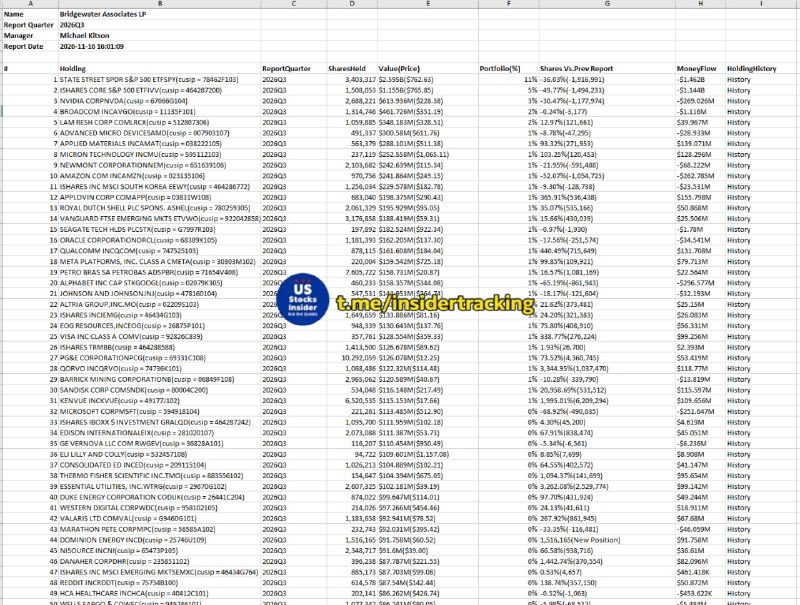 A B C D E F G H I
Name Bridgewater Associates LP
Report Quarter 2026Q3
Manager Michael Kitson
Report Date 2026-11-16 16:01:09
# Holding ReportQuarter SharesHeld Value(Price) Portfolio(%) Shares Vs.Prev Report MoneyFlow HoldingHistory
1 STATE STREET SPDR S&P 500 ETFSPY(cusip = 78462F103) 2026Q3 3,403,317 $2.595B($762.63) 11% -36.03%(-1,916,991) -$1.462B History
2 ISHARES CORE S&P 500 ETFIVV(cusip = 464287200) 2026Q3 1,508,053 $1.155B($765.85) 5% -49.77%(-1,494,233) -$1.144B History
3 NVIDIA CORPNVDA(cusip = 67066G104) 2026Q3 2,688,221 $613.936M($228.38) 3% -30.47%(-1,177,974) -$269.026M History
4 BROADCOM INCAVGO(cusip = 11135F101) 2026Q3 1,314,746 $461.726M($351.19) 2% -0.24%(-3,177) -$1.116M History
5 LAM RESH CORP COMLRCX(cusip = 512807306) 2026Q3 1,059,885 $348.183M($328.51) 2% 12.97%(121,661) $39.967M History
6 ADVANCED MICRO DEVICESAMD(cusip = 007903107) 2026Q3 491,337 $300.58M($611.76) 1% -8.78%(-47,295) -$28.933M History
7 APPLIED MATERIALS INCAMAT(cusip = 038222105) 2026Q3 563,379 $288.101M($511.38) 1% 93.32%(271,953) $139.071M History
8 MICRON TECHNOLOGY INCMU(cusip = 595112103) 2026Q3 237,119 $252.558M($1,065.11) 1% 103.25%(120,453) $128.296M History
9 NEWMONT CORPORATIONNEM(cusip = 651639106) 2026Q3 2,103,682 $242.639M($115.34) 1% -21.95%(-591,488) -$68.222M History
10 AMAZON COM INCAMZN(cusip = 023135106) 2026Q3 970,756 $241.864M($249.15) 1% -52.07%(-1,054,725) -$262.785M History
11 ISHARES INC MSCI SOUTH KOREA EEWY(cusip = 464286772) 2026Q3 1,256,034 $229.578M($182.78) 1% -9.30%(-128,738) -$23.531M History
12 APPLOVIN CORP COMAPP(cusip = 03831W108) 2026Q3 683,040 $198.375M($290.43) 1% 365.91%(536,438) $155.798M History
13 ROYAL DUTCH SHELL PLC SPONS. ASHEL(cusip = 780259305) 2026Q3 2,061,329 $195.929M($95.05) 1% 35.07%(535,166) $50.868M History
14 VANGUARD FTSE EMERGING MKTS ETVWO(cusip = 922042858) 2026Q3 3,176,858 $188.419M($59.31) 1% 15.66%(430,039) $25.506M History
15 SEAGATE TECH HLDS PLCSTX(cusip = G7997R103) 2026Q3 197,892 $182.524M($922.34) 1% -0.97%(-1,930) -$1.78M History
16 ORACLE CORPORATIONORCL(cusip = 68389X105) 2026Q3 1,181,393 $162.205M($137.30) 1% -17.56%(-251,574) -$34.541M History
17 QUALCOMM INCQCOM(cusip = 747525103) 2026Q3 878,115 $161.608M($184.04) 1% 440.49%(715,649) $131.708M History
18 META PLATFORMS, INC. CLASS A CMETA(cusip = 30303M102) 2026Q3 220,004 $159.542M($725.18) 1% 99.85%(109,921) $79.713M History
19 PETRO BRAS SA PETROBAS ADSPBR(cusip = 71654V408) 2026Q3 7,605,722 $158.731M($20.87) 1% 16.57%(1,081,169) $22.564M History
20 ALPHABET INC CAP STKGOOGL(cusip = 02079K305) 2026Q3 460,233 $158.357M($344.08) 1% -65.19%(-861,943) -$296.577M History
21 JOHNSON AND JOHNSONJNJ(cusip = 478160104) 2026Q3 547,531 1% -18.17%(-121,604) -$32.193M History
22 ALTRIA GROUP,INC.MO(cusip = 02209S103) 2026Q3 1% 21.62%(373,481) $25.15M History
23 ISHARES INCIEMG(cusip = 46434G103) 2026Q3 1,649,659 $133.886M($81.16) 1% 24.20%(321,383) $26.083M History
24 EOG RESOURCES,INCEOG(cusip = 26875P101) 2026Q3 948,339 $130.643M($137.76) 1% 75.80%(408,910) $56.331M History
25 VISA INC CLASS A COMV(cusip = 92826C839) 2026Q3 357,761 $128.554M($359.33) 1% 338.77%(276,224) $99.256M History
26 ISHARES TRMBB(cusip = 464288588) 2026Q3 1,413,500 $126.678M($89.62) 1% 1.93%(26,700) $2.393M History
27 PG&E CORPORATIONPCG(cusip = 69331C108) 2026Q3 10,292,059 $126.078M($12.25) 1% 73.52%(4,360,745) $53.419M History
28 QORVO INCQRVO(cusip = 74736K101) 2026Q3 1,068,486 $122.32M($114.48) 1% 3,344.95%(1,037,470) $118.77M History
29 BARRICK MINING CORPORATIONB(cusip = 06849F108) 2026Q3 2,965,062 $120.589M($40.67) 1% -10.28%(-339,790) -$13.819M History
30 SANDISK CORP COMSNDK(cusip = 80004C200) 2026Q3 534,048 $116.148M($217.49) 1% 20,958.69%(531,512) $115.597M History
31 KENVUE INCKVUE(cusip = 49177J102) 2026Q3 6,520,535 $115.153M($17.66) 1% 1,995.01%(6,209,294) $109.656M History
32 MICROSOFT CORPMSFT(cusip = 594918104) 2026Q3 221,261 $113.485M($512.90) 0% -68.92%(-490,635) -$251.647M History
33 ISHARES IBOXX $ INVESTMENT GRALQD(cusip = 464287242) 2026Q3 1,095,700 $111.959M($102.18) 0% 4.30%(45,200) $4.619M History
34 EDISON INTERNATIONALEIX(cusip = 281020107) 2026Q3 2,073,088 $111.387M($53.73) 0% 67.91%(838,474) $45.051M History
35 GE VERNOVA LLC COM RWGEV(cusip = 36828A101) 2026Q3 116,207 $110.454M($950.49) 0% -5.34%(-6,561) -$6.236M History
36 ELI LILLY AND COLLY(cusip = 532457108) 2026Q3 94,722 $109.601M($1,157.08) 0% 8.85%(7,699) $8.908M History
37 CONSOLIDATED ED INCED(cusip = 209115104) 2026Q3 1,026,213 $104.889M($102.21) 0% 64.55%(402,572) $41.147M History
38 THERMO FISHER SCIENTIFIC INC.TMO(cusip = 883556102) 2026Q3 154,647 $104.394M($675.05) 0% 1,094.37%(141,699) $95.654M History
39 ESSENTIAL UTILITIES, INC.WTRG(cusip = 29670G102) 2026Q3 2,607,325 $102.181M($39.19) 0% 3,262.08%(2,529,774) $99.142M History
40 DUKE ENERGY CORPORATION CODUK(cusip = 26441C204) 2026Q3 874,022 $99.647M($114.01) 0% 97.70%(431,924) $49.244M History
41 WESTERN DIGITAL CORPWDC(cusip = 958102105) 2026Q3 214,026 $97.266M($454.46) 0% 24.13%(41,611) $18.911M History
42 VALARIS LTD COMVAL(cusip = G9460G101) 2026Q3 1,183,658 $92.941M($78.52) 0% 267.92%(861,945) $67.68M History
43 MARATHON PETE CORPMPC(cusip = 56585A102) 2026Q3 232,743 $92.031M($395.42) 0% -33.35%(-116,481) -$46.059M History
44 DOMINION ENERGY INCD(cusip = 25746U109) 2026Q3 1,516,165 $91.758M($60.52) 0% 1,516,165(New Position) $91.758M History
45 NISOURCE INCNI(cusip = 65473P105) 2026Q3 2,348,717 $91.6M($39.00) 0% 66.58%(938,716) $36.61M History
46 DANAHER CORPDHR(cusip = 235851102) 2026Q3 396,238 $87.787M($221.55) 0% 1,442.74%(370,554) $82.096M History
47 ISHARES INC MSCI EMERGING MKTSEMXC(cusip = 46434G764) 2026Q3 885,173 $87.703M($99.08) 0% 0.53%(4,657) $461.418K History
48 REDDIT INCRDDT(cusip = 75734B100) 2026Q3 614,578 $87.54M($142.44) 0% 138.74%(357,150) $50.872M History
49 HCA HEALTHCARE INCHCA(cusip = 40412C101) 2026Q3 202,141 $86.262M($426.74) 0% -0.52%(-1,063) -$453.622K History
US Stocks Insider
t.me/insidertracking